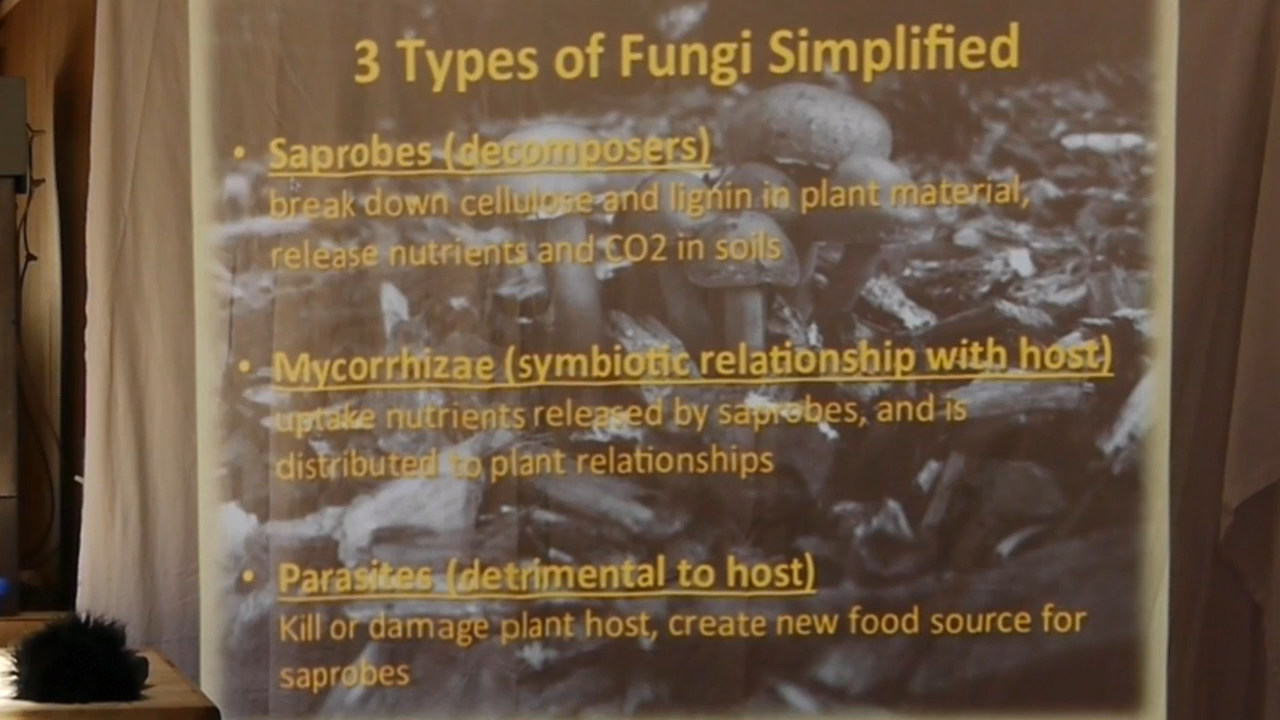 3 Types of Fungi Simplified
• Saprobes (decomposers)
break down cellulose and lignin in plant material,
release nutrients and CO2 in soils
• Mycorrhizae (symbiotic relationship with host)
uptake nutrients released by saprobes, and is
distributed to plant relationships
• Parasites (detrimental to host)
Kill or damage plant host, create new food source for
saprobes